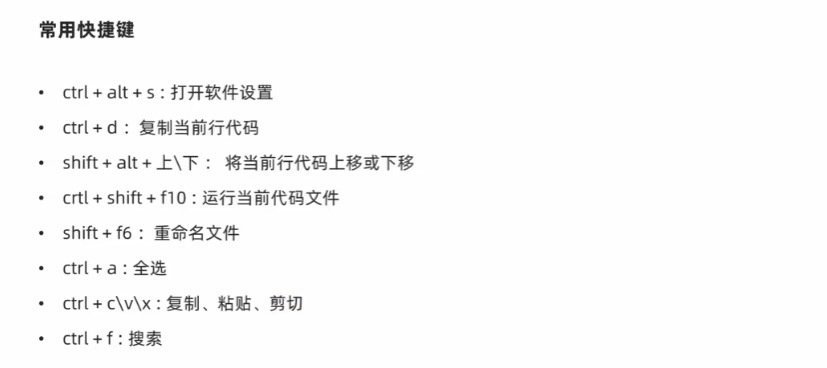 常用快捷键
• ctrl + alt + s : 打开软件设置
• ctrl + d ： 复制当前行代码
• shift + alt + 上\下 ： 将当前行代码上移或下移
• crtl + shift + f10 : 运行当前代码文件
• shift + f6 ： 重命名文件
• ctrl + a : 全选
• ctrl + c\v\x : 复制、粘贴、剪切
• ctrl + f : 搜索